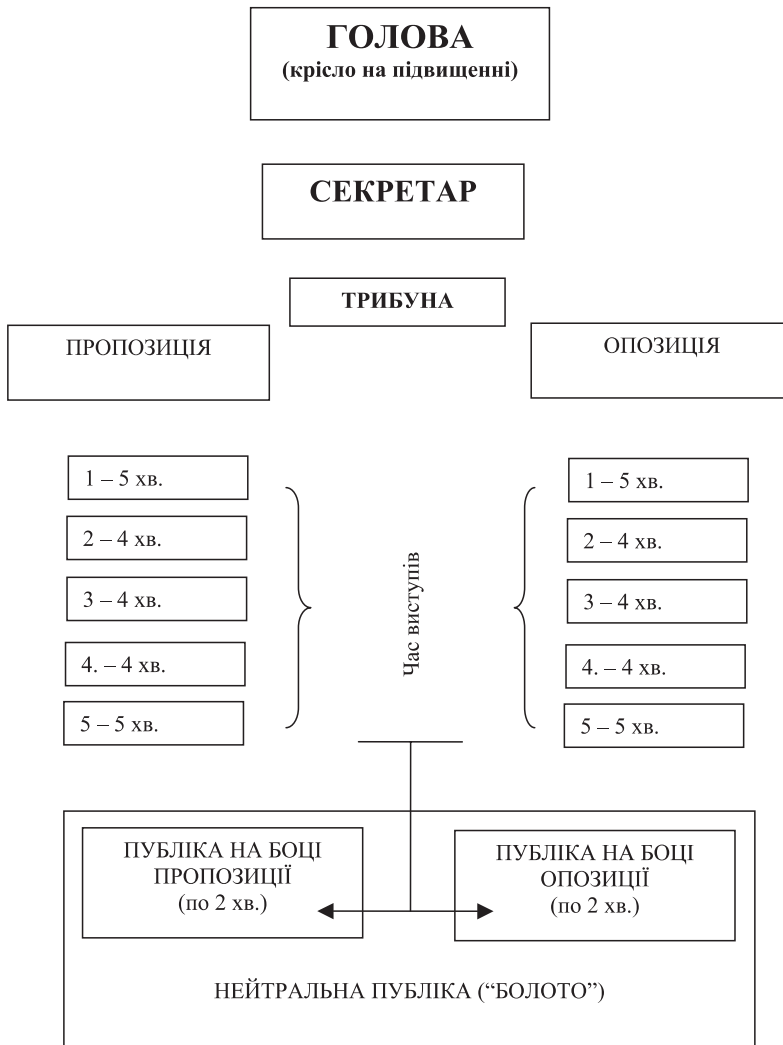 ГОЛОВА
(крісло на підвищенні)
СЕКРЕТАР
ТРИБУНА
ПРОПОЗИЦІЯ
ОПОЗИЦІЯ
1 – 5 хв.
2 – 4 хв.
3 – 4 хв.
4. – 4 хв.
5 – 5 хв.
Час виступів
1 – 5 хв.
2 – 4 хв.
3 – 4 хв.
4. – 4 хв.
5 – 5 хв.
ПУБЛІКА НА БОЦІ
ПРОПОЗИЦІЇ
(по 2 хв.)
ПУБЛІКА НА БОЦІ
ОПОЗИЦІЇ
(по 2 хв.)
НЕЙТРАЛЬНА ПУБЛІКА (“БОЛОТО”)